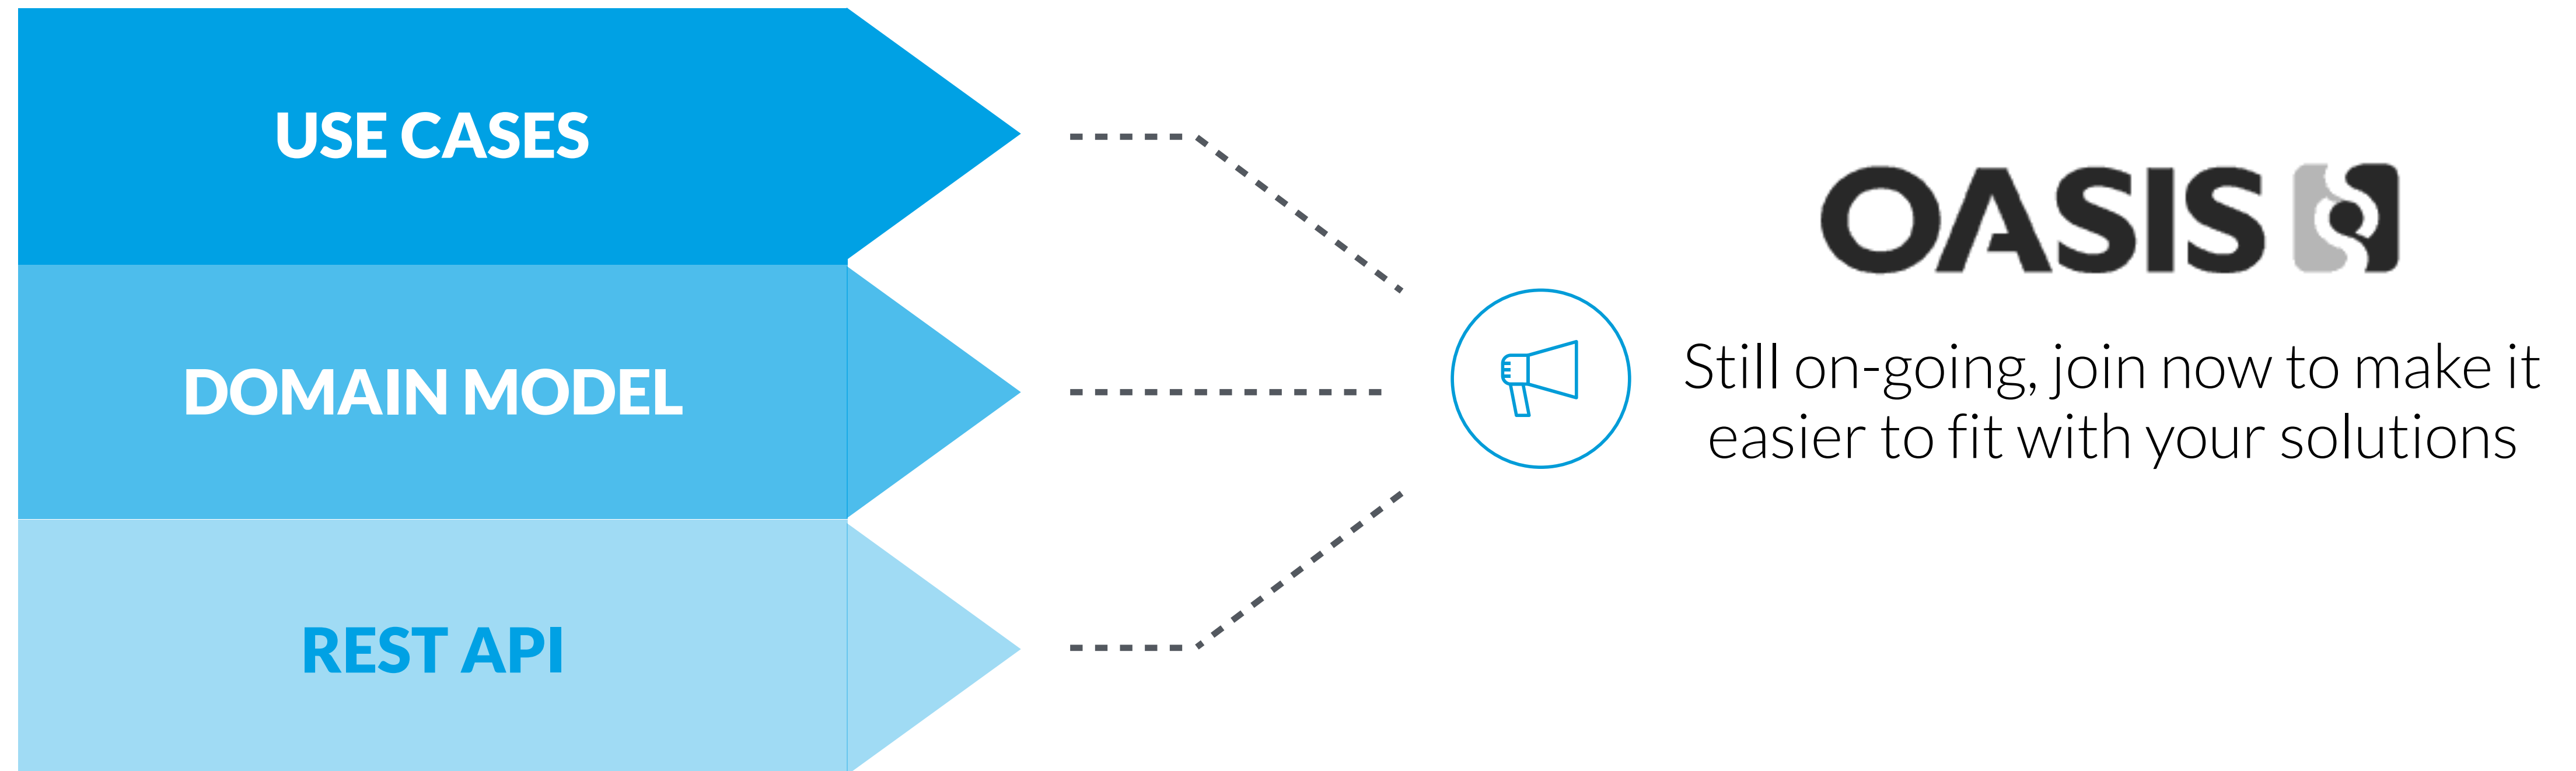 USE CASES
DOMAIN MODEL
REST API
OASIS
Still on-going, join now to make it
easier to fit with your solutions